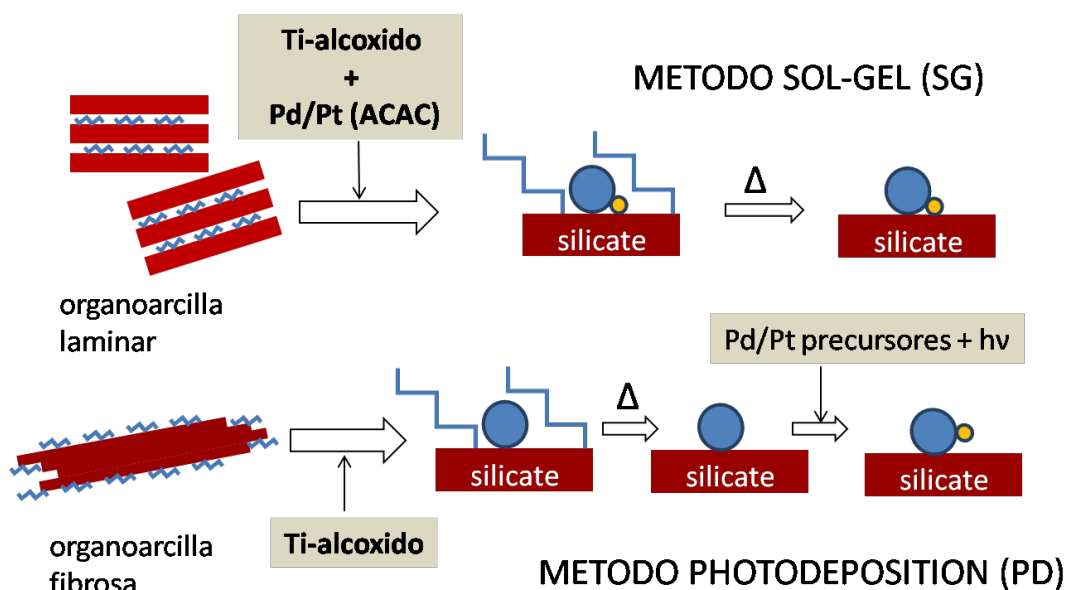 Ti-alcoxido
+
Pd/Pt (ACAC)
METODO SOL-GEL (SG)
Δ
silicate
silicate
organoarcilla
laminar
Pd/Pt precursores + hν
Δ
silicate
silicate
silicate
Ti-alcoxido
organoarcilla
fibrosa
METODO PHOTODEPOSITION (PD)